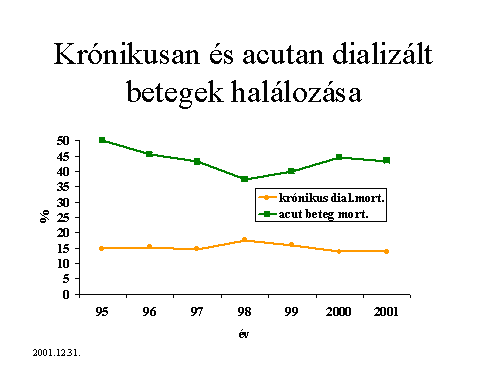 Krónikusan és acutan dializált
betegek halálozása
50
45
40
35
30
25
20
15
10
5
0
%
krónikus dial.mort.
acut beteg mort.
95 96 97 98 99 2000 2001
év
2001.12.31.